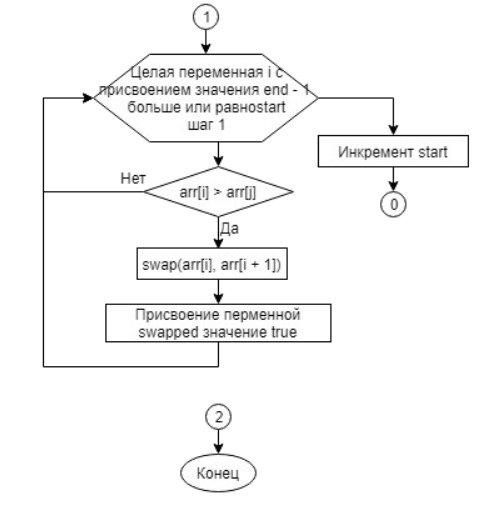 1
Целая переменная i с
присвоением значения end - 1
больше или равноstart
шаг 1
Инкремент start
0
Нет
arr[i] > arr[j]
Да
swap(arr[i], arr[i + 1])
Присвоение перменной
swapped значение true
2
Конец